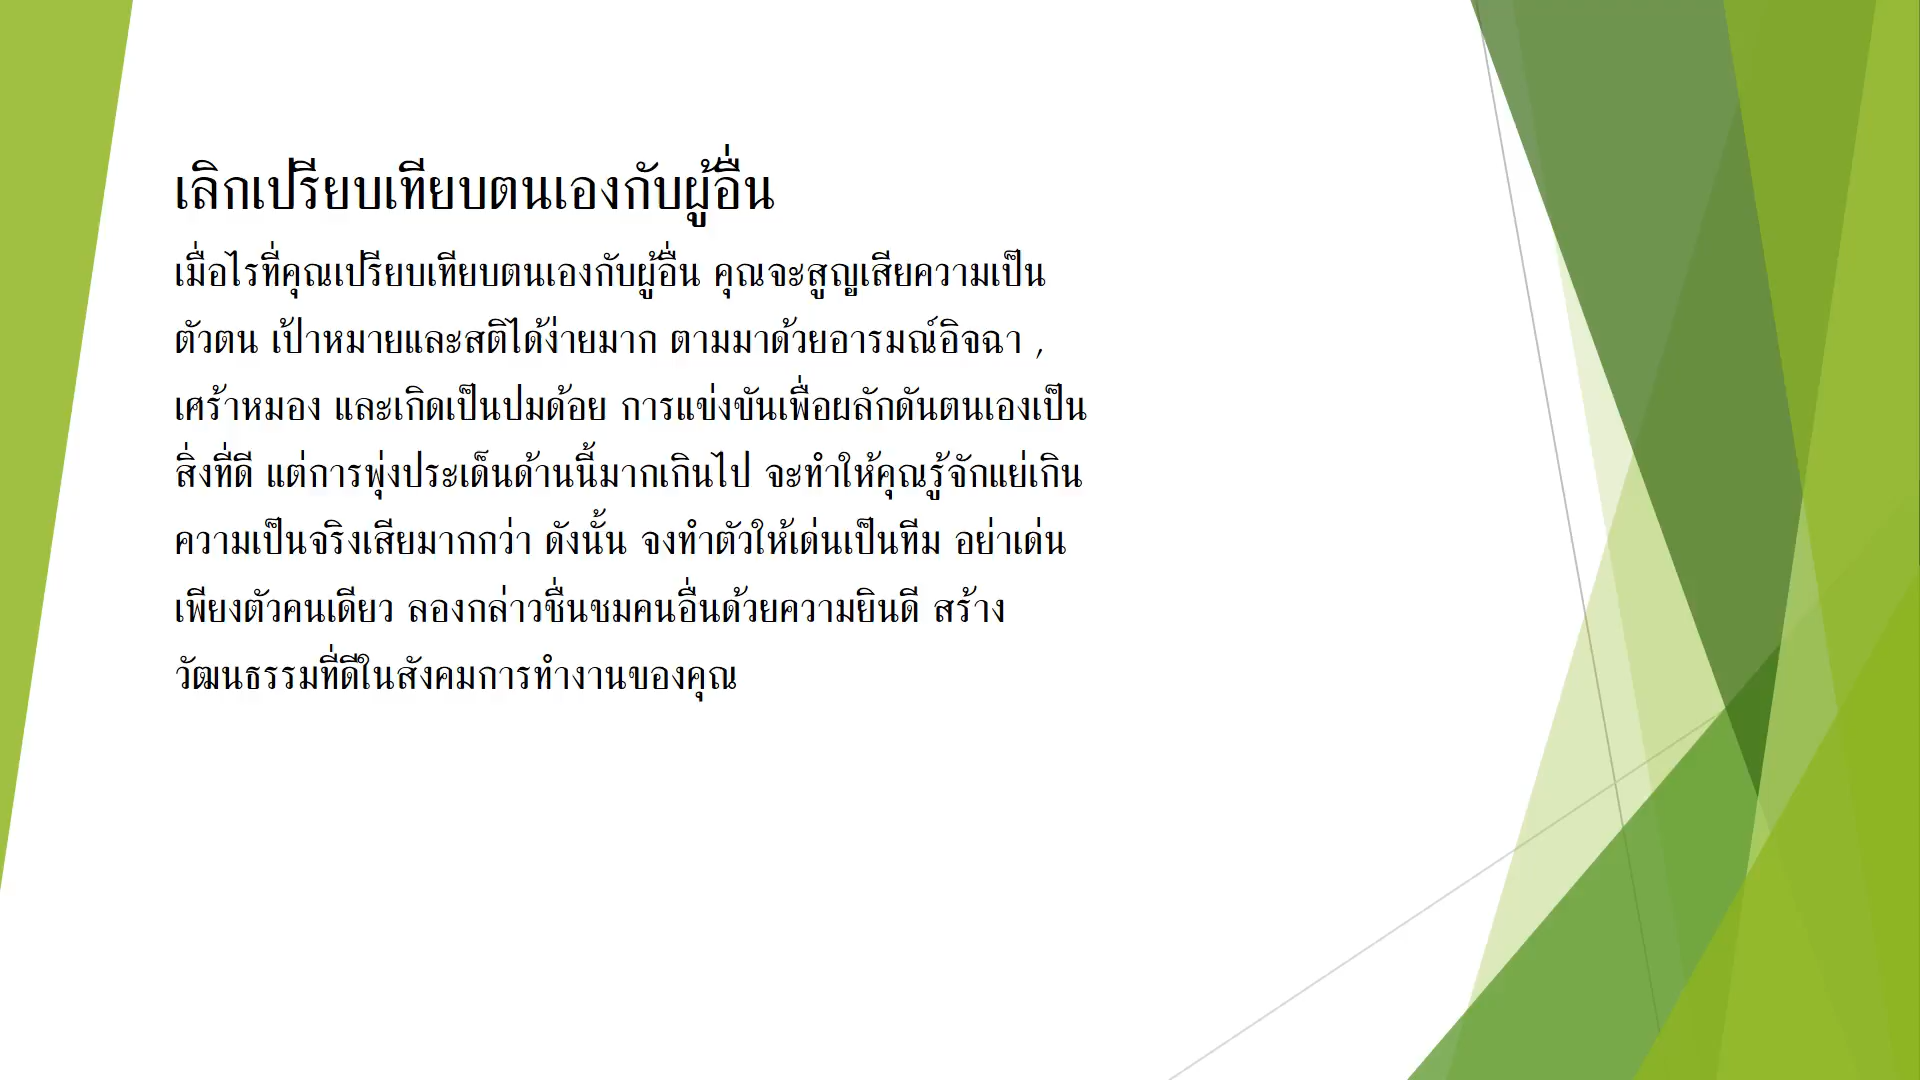 เลิกเปรียบเทียบตนเองกับผู้อื่น
เมื่อไรที่คุณเปรียบเทียบตนเองกับผู้อื่น คุณจะสูญเสียความเป็น
ตัวตน เป้าหมายและสติได้ง่ายมาก ตามมาด้วยอารมณ์อิจฉา ,
เศร้าหมอง และเกิดเป็นปมด้อย การแข่งขันเพื่อผลักดันตนเองเป็น
สิ่งที่ดี แต่การพุ่งประเด็นด้านนี้มากเกินไป จะทำให้คุณรู้จักแย่เกิน
ความเป็นจริงเสียมากกว่า ดังนั้น จงทำตัวให้เด่นเป็นทีม อย่าเด่น
เพียงตัวคนเดียว ลองกล่าวชื่นชมคนอื่นด้วยความยินดี สร้าง
วัฒนธรรมที่ดีในสังคมการทำงานของคุณ